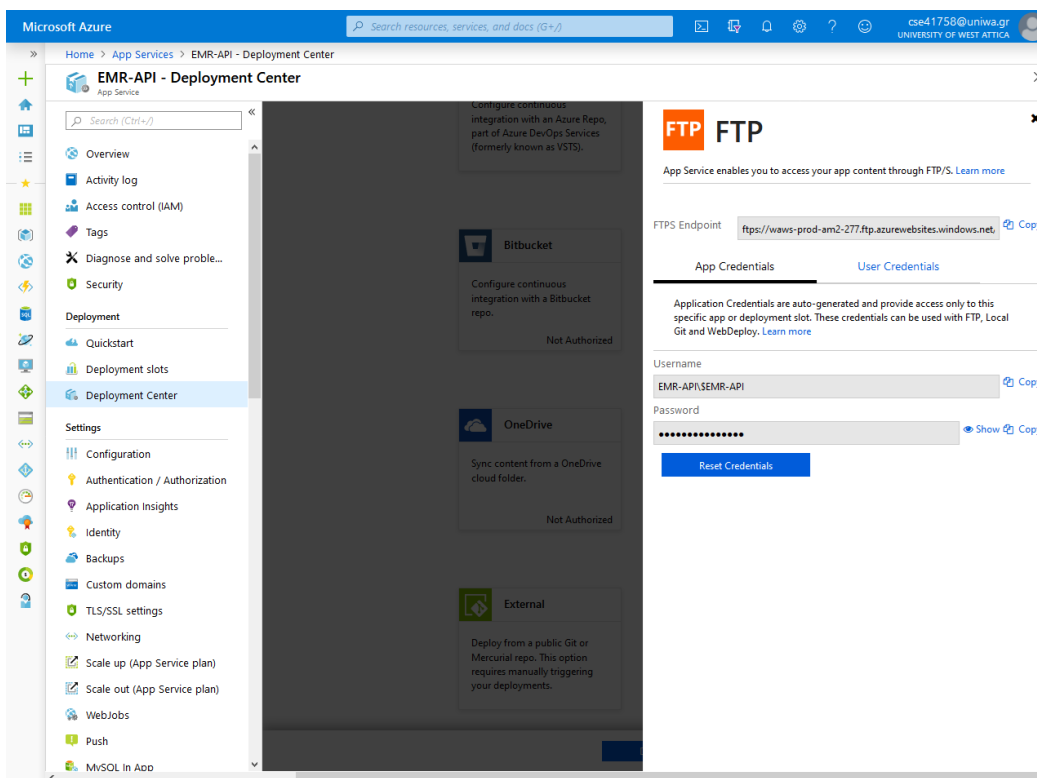 Microsoft Azure
Search resources, services, and docs (G+/)
cse41758@uniwa.gr
UNIVERSITY OF WEST ATTICA
Home > App Services > EMR-API - Deployment Center
EMR-API - Deployment Center
App Service
Search (Ctrl+/)
Overview
Activity log
Access control (IAM)
Tags
Diagnose and solve proble...
Security
Deployment
Quickstart
Deployment slots
Deployment Center
Settings
Configuration
Authentication / Authorization
Application Insights
Identity
Backups
Custom domains
TLS/SSL settings
Networking
Scale up (App Service plan)
Scale out (App Service plan)
WebJobs
Push
MySQL In App
Configure continuous
integration with an Azure Repo,
part of Azure DevOps Services
(formerly known as VSTS).
Bitbucket
Configure continuous
integration with a Bitbucket
repo.
Not Authorized
OneDrive
Sync content from a OneDrive
cloud folder.
Not Authorized
External
Deploy from a public Git or
Mercurial repo. This option
requires manually triggering
your deployments.
FTP FTP
App Service enables you to access your app content through FTP/S. Learn more
FTPS Endpoint
ftps://waws-prod-am2-277.ftp.azurewebsites.windows.net/
Copy
App Credentials
User Credentials
Application Credentials are auto-generated and provide access only to this
specific app or deployment slot. These credentials can be used with FTP, Local
Git and WebDeploy. Learn more
Username
EMR-API\$EMR-API
Copy
Password
•••••••••••••••
Show Copy
Reset Credentials